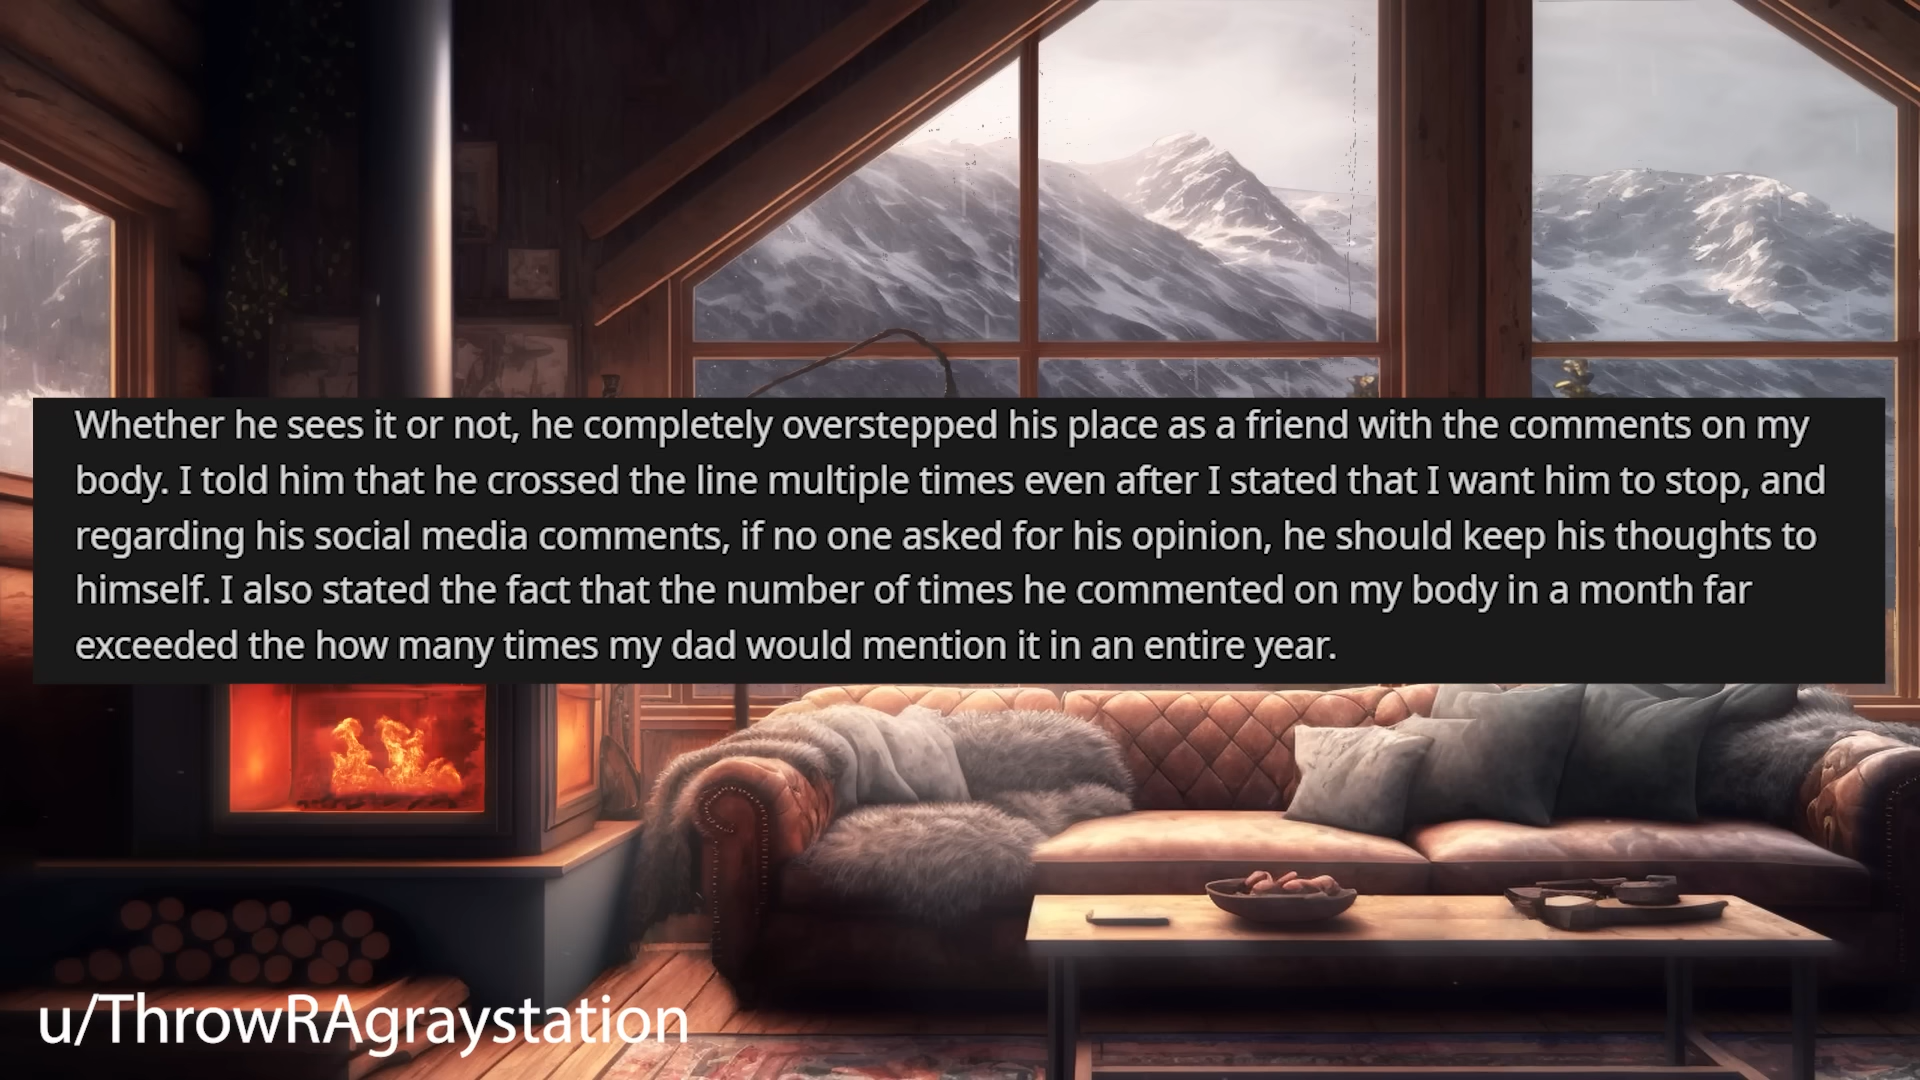 Whether he sees it or not, he completely overstepped his place as a friend with the comments on my
body. I told him that he crossed the line multiple times even after I stated that I want him to stop, and
regarding his social media comments, if no one asked for his opinion, he should keep his thoughts to
himself. I also stated the fact that the number of times he commented on my body in a month far
exceeded the how many times my dad would mention it in an entire year.
u/ThrowRAgraystation